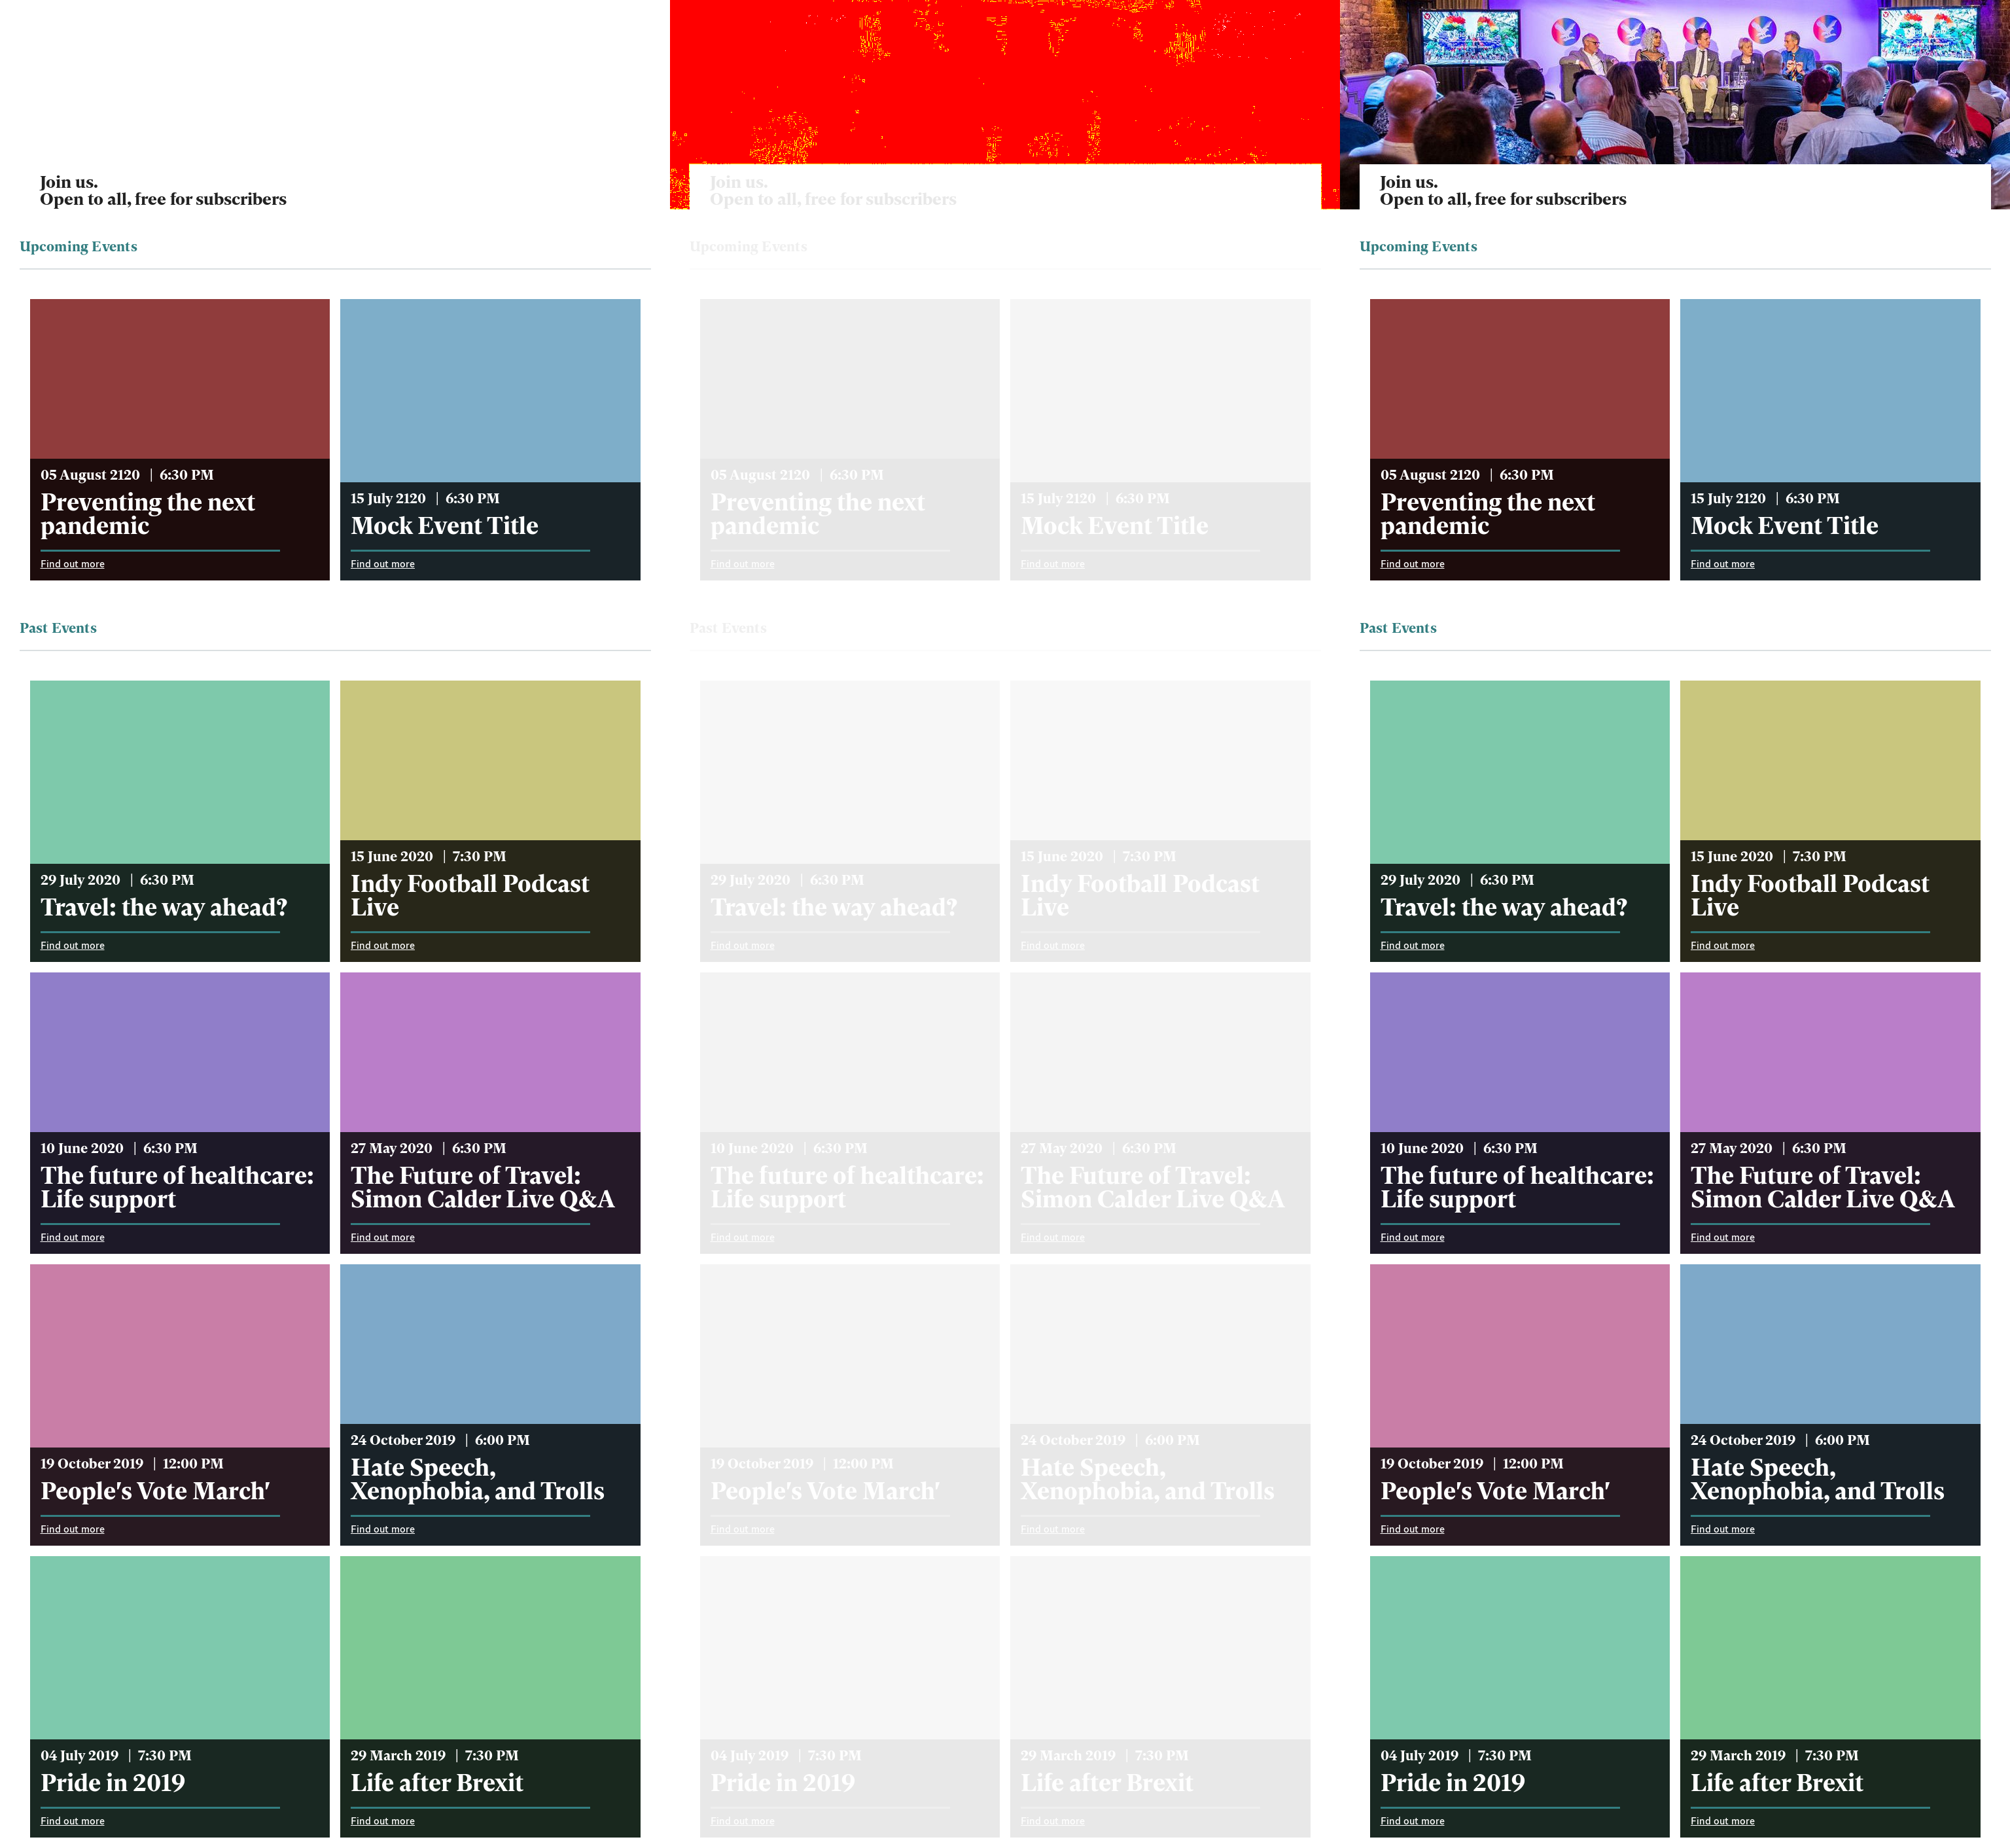 Join us.
Open to all, free for subscribers
Upcoming Events
05 August 2120 | 6:30 PM
Preventing the next
pandemic
Find out more
15 July 2120 | 6:30 PM
Mock Event Title
Find out more
Past Events
29 July 2020 | 6:30 PM
Travel: the way ahead?
Find out more
15 June 2020 | 7:30 PM
Indy Football Podcast
Live
Find out more
10 June 2020 | 6:30 PM
The future of healthcare:
Life support
Find out more
27 May 2020 | 6:30 PM
The Future of Travel:
Simon Calder Live Q&A
Find out more
19 October 2019 | 12:00 PM
People's Vote March'
Find out more
24 October 2019 | 6:00 PM
Hate Speech,
Xenophobia, and Trolls
Find out more
04 July 2019 | 7:30 PM
Pride in 2019
Find out more
29 March 2019 | 7:30 PM
Life after Brexit
Find out more
Join us.
Open to all, free for subscribers
Upcoming Events
05 August 2120 | 6:30 PM
Preventing the next
pandemic
Find out more
15 July 2120 | 6:30 PM
Mock Event Title
Find out more
Past Events
29 July 2020 | 6:30 PM
Travel: the way ahead?
Find out more
15 June 2020 | 7:30 PM
Indy Football Podcast
Live
Find out more
10 June 2020 | 6:30 PM
The future of healthcare:
Life support
Find out more
27 May 2020 | 6:30 PM
The Future of Travel:
Simon Calder Live Q&A
Find out more
19 October 2019 | 12:00 PM
People's Vote March'
Find out more
24 October 2019 | 6:00 PM
Hate Speech,
Xenophobia, and Trolls
Find out more
04 July 2019 | 7:30 PM
Pride in 2019
Find out more
29 March 2019 | 7:30 PM
Life after Brexit
Find out more
Join us.
Open to all, free for subscribers
Upcoming Events
05 August 2120 | 6:30 PM
Preventing the next
pandemic
Find out more
15 July 2120 | 6:30 PM
Mock Event Title
Find out more
Past Events
29 July 2020 | 6:30 PM
Travel: the way ahead?
Find out more
15 June 2020 | 7:30 PM
Indy Football Podcast
Live
Find out more
10 June 2020 | 6:30 PM
The future of healthcare:
Life support
Find out more
27 May 2020 | 6:30 PM
The Future of Travel:
Simon Calder Live Q&A
Find out more
19 October 2019 | 12:00 PM
People's Vote March'
Find out more
24 October 2019 | 6:00 PM
Hate Speech,
Xenophobia, and Trolls
Find out more
04 July 2019 | 7:30 PM
Pride in 2019
Find out more
29 March 2019 | 7:30 PM
Life after Brexit
Find out more